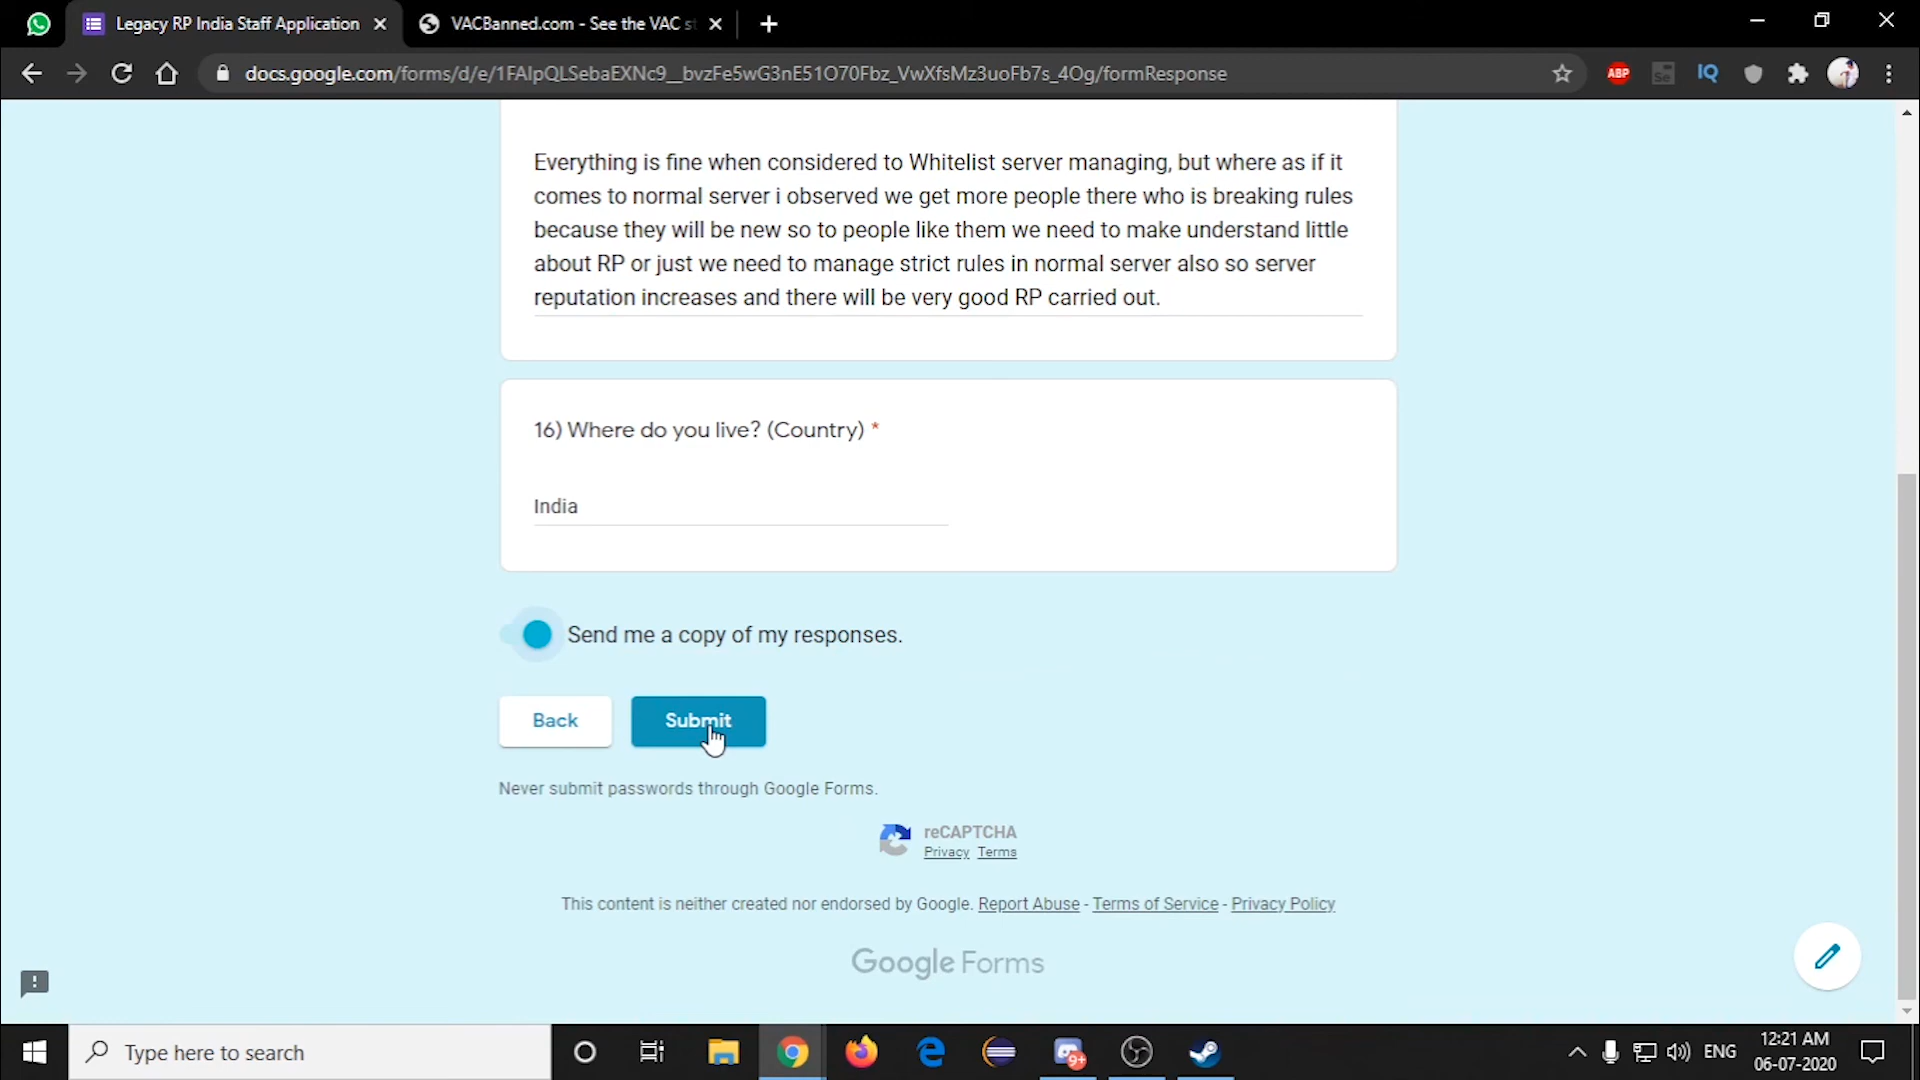 Legacy RP India Staff Application
VACBanned.com - See the VAC st
docs.google.com/forms/d/e/1FAIpQLSebaEXNc9__bvzFe5wG3nE51O70Fbz_VwXfsMz3uoFb7s_4Og/formResponse
ABP
Se
IQ
Everything is fine when considered to Whitelist server managing, but where as if it
comes to normal server i observed we get more people there who is breaking rules
because they will be new so to people like them we need to make understand little
about RP or just we need to manage strict rules in normal server also so server
reputation increases and there will be very good RP carried out.
16) Where do you live? (Country) *
India
Send me a copy of my responses.
Back
Submit
Never submit passwords through Google Forms.
reCAPTCHA
Privacy Terms
This content is neither created nor endorsed by Google. Report Abuse - Terms of Service - Privacy Policy
Google Forms
Type here to search
9+
ENG
12:21 AM
06-07-2020